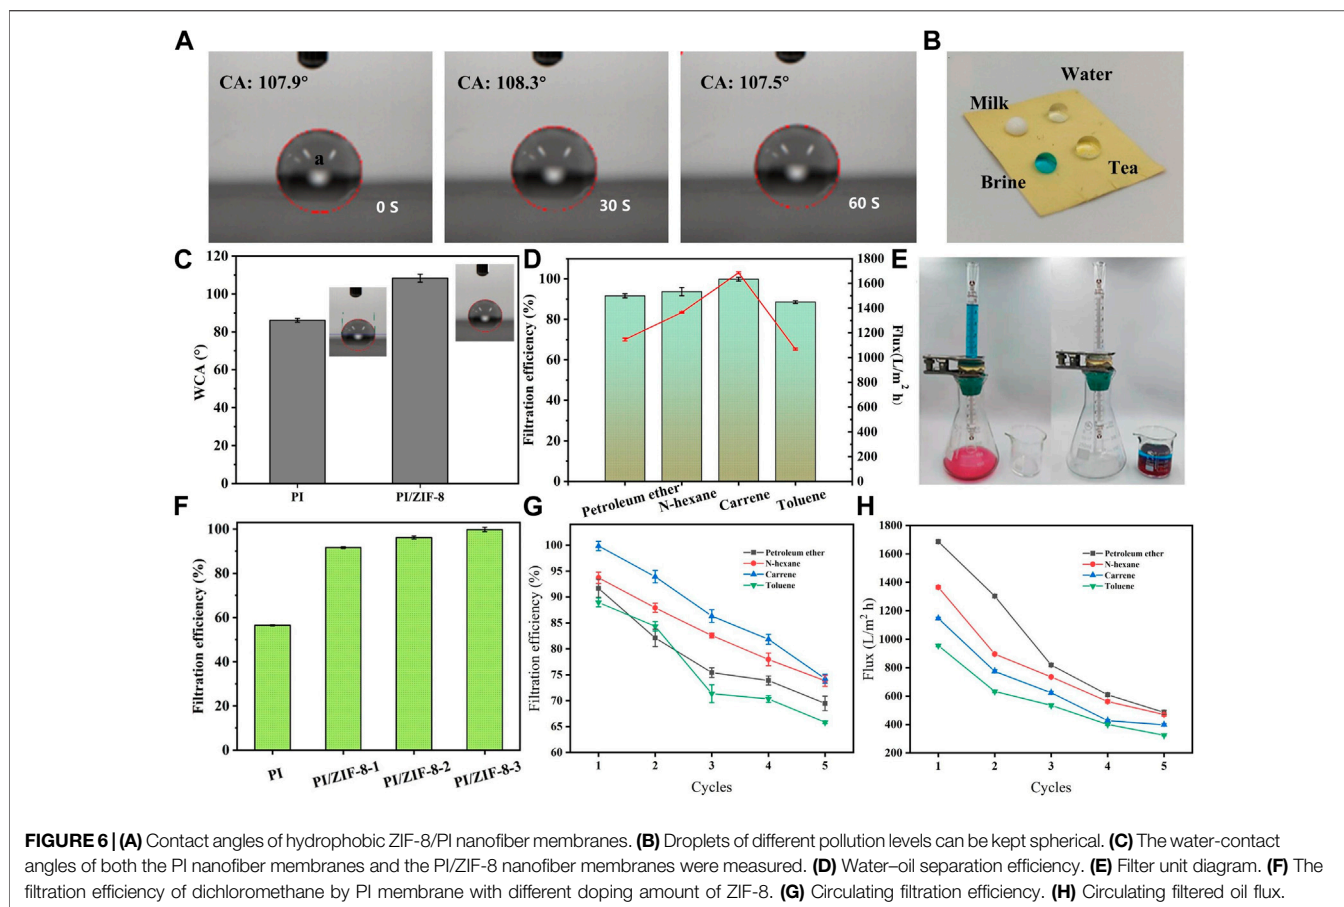 A
CA: 107.9°
a
0 S
CA: 108.3°
30 S
CA: 107.5°
60 S
B
Water
Milk
Brine
Tea
C
120
100
80
60
40
20
0
WCA (°)
PI
PI/ZIF-8
D
100
80
60
40
20
0
Filtration efficiency (%)
1800
1600
1400
1200
1000
800
600
400
200
0
Flux(L/m² h)
Petroleum ether
N-hexane
Carrene
Toluene
E
F
100
80
60
40
20
0
Filtration efficiency (%)
PI
PI/ZIF-8-1
PI/ZIF-8-2
PI/ZIF-8-3
G
100
95
90
85
80
75
70
65
60
Filtration efficiency (%)
Petroleum ether
N-hexane
Carrene
Toluene
1 2 3 4 5
Cycles
H
1800
1600
1400
1200
1000
800
600
400
200
Flux (L/m² h)
Petroleum ether
N-hexane
Carrene
Toluene
1 2 3 4 5
Cycles
FIGURE 6 | (A) Contact angles of hydrophobic ZIF-8/PI nanofiber membranes. (B) Droplets of different pollution levels can be kept spherical. (C) The water-contact
angles of both the PI nanofiber membranes and the PI/ZIF-8 nanofiber membranes were measured. (D) Water–oil separation efficiency. (E) Filter unit diagram. (F) The
filtration efficiency of dichloromethane by PI membrane with different doping amount of ZIF-8. (G) Circulating filtration efficiency. (H) Circulating filtered oil flux.